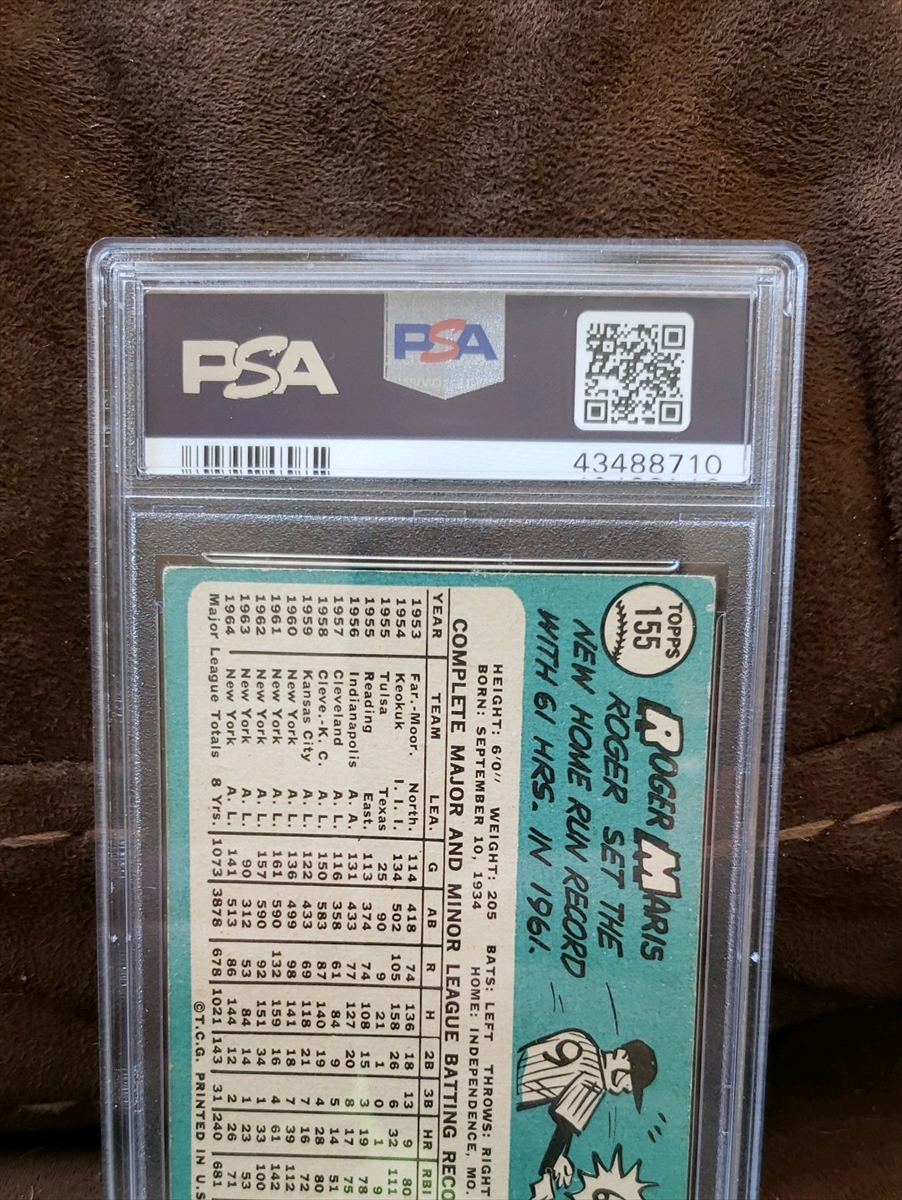 PSA
PSA
43488710
TOPPS
155
ROGER MARIS
ROGER SET THE
NEW HOME RUN RECORD
WITH 61 HRS. IN 1961.
9
6
HEIGHT: 6'0" WEIGHT: 205 BATS: LEFT THROWS: RIGHT
BORN: SEPTEMBER 10, 1934 HOME: INDEPENDENCE, MO.
COMPLETE MAJOR AND MINOR LEAGUE BATTING RECO
YEAR TEAM LEA. G AB R H 2B 3B HR RBI
1953 Far.-Moor. North. 114 418 74 136 18 13 9 80
1954 Keokuk I. I. I. 134 502 105 158 26 6 32 111
1955 Tulsa Texas 25 90 9 21 1 0 1 9
1955 Reading East. 113 374 74 108 15 3 19 78
1956 Indianapolis A. A. 131 433 77 127 20 8 17 75
1957 Cleveland A. L. 116 358 61 84 9 5 14 51
1958 Cleve.-K. C. A. L. 150 583 87 140 19 4 28 80
1959 Kansas City A. L. 122 433 69 118 21 7 16 72
1960 New York A. L. 136 499 98 141 18 7 39 112
1961 New York A. L. 161 590 132 159 16 4 61 142
1962 New York A. L. 157 590 92 151 34 1 33 100
1963 New York A. L. 90 312 53 84 14 1 23 53
1964 New York A. L. 141 513 86 144 12 2 26 71
Major League Totals 8 Yrs. 1073 3878 678 1021 143 31 240 681
©T.C.G. PRINTED IN U.S